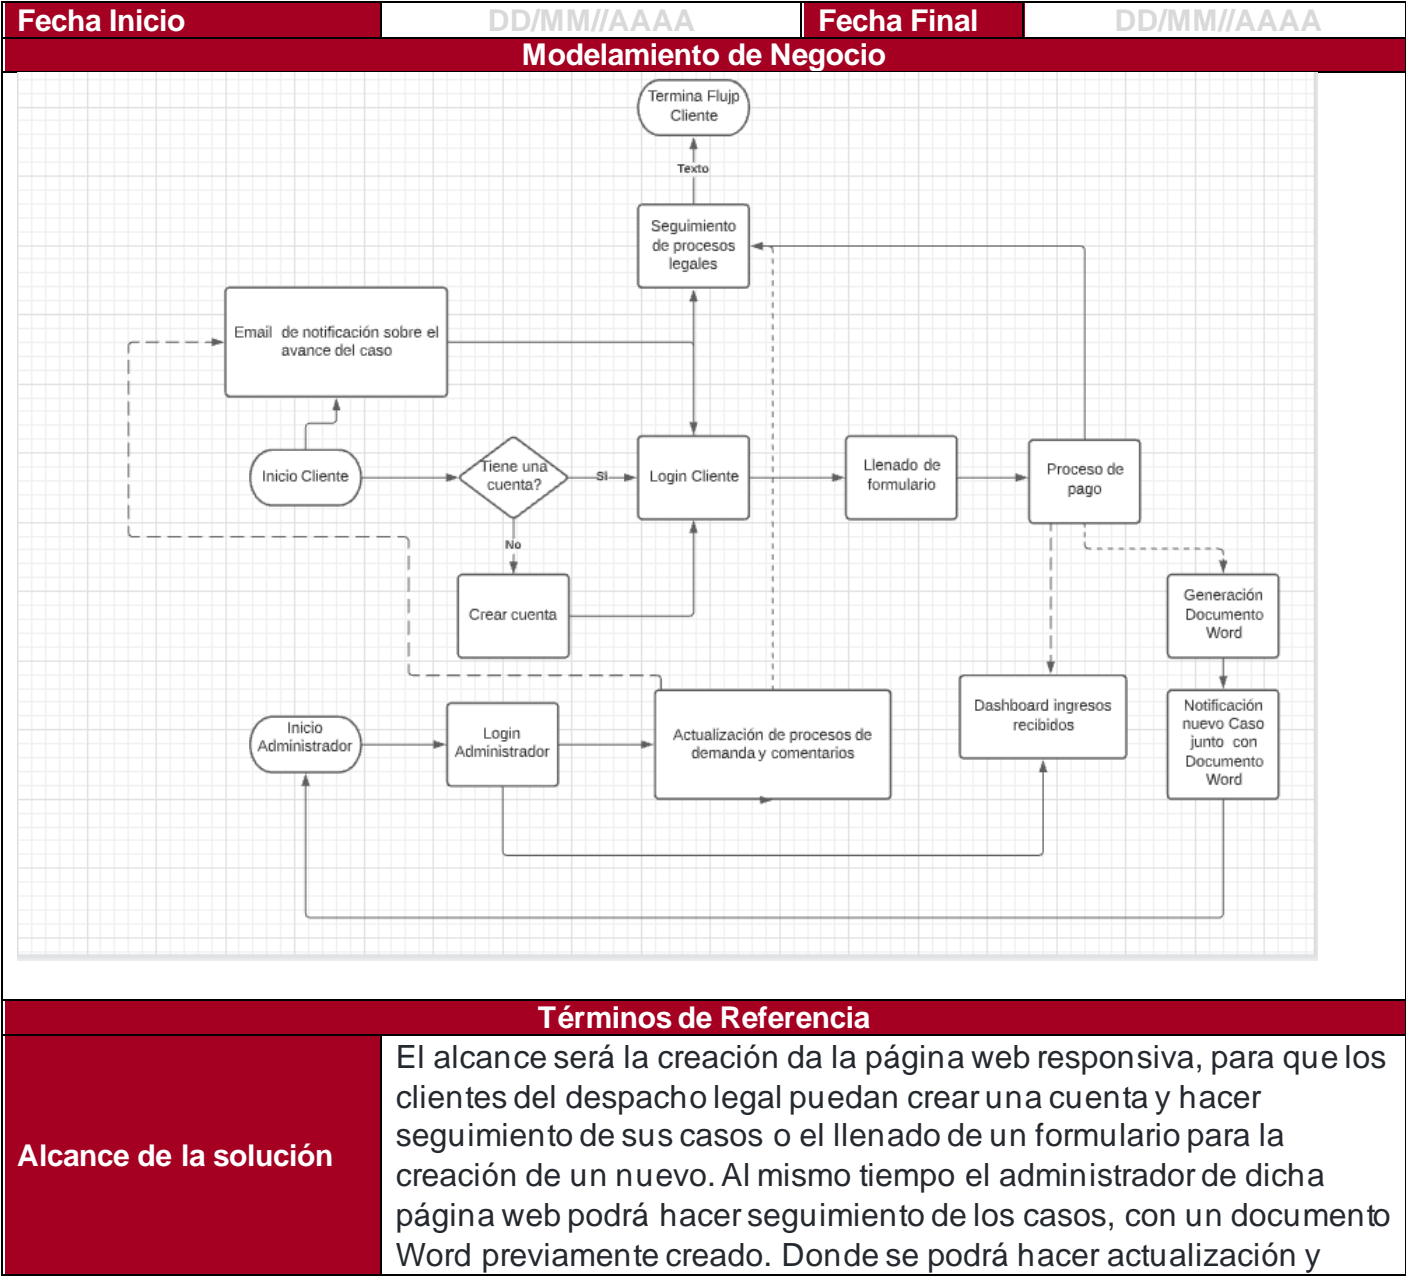 Fecha Inicio DD/MM//AAAA Fecha Final DD/MM//AAAA
Modelamiento de Negocio
Termina Flujp
Cliente
Texto
Seguimiento
de procesos
legales
Email de notificación sobre el
avance del caso
Inicio Cliente
Tiene una
cuenta?
SI
Login Cliente
Llenado de
formulario
Proceso de
pago
No
Crear cuenta
Generación
Documento
Word
Inicio
Administrador
Login
Administrador
Actualización de procesos de
demanda y comentarios
Dashboard ingresos
recibidos
Notificación
nuevo Caso
junto con
Documento
Word
Términos de Referencia
Alcance de la solución
El alcance será la creación da la página web responsiva, para que los
clientes del despacho legal puedan crear una cuenta y hacer
seguimiento de sus casos o el llenado de un formulario para la
creación de un nuevo. Al mismo tiempo el administrador de dicha
página web podrá hacer seguimiento de los casos, con un documento
Word previamente creado. Donde se podrá hacer actualización y